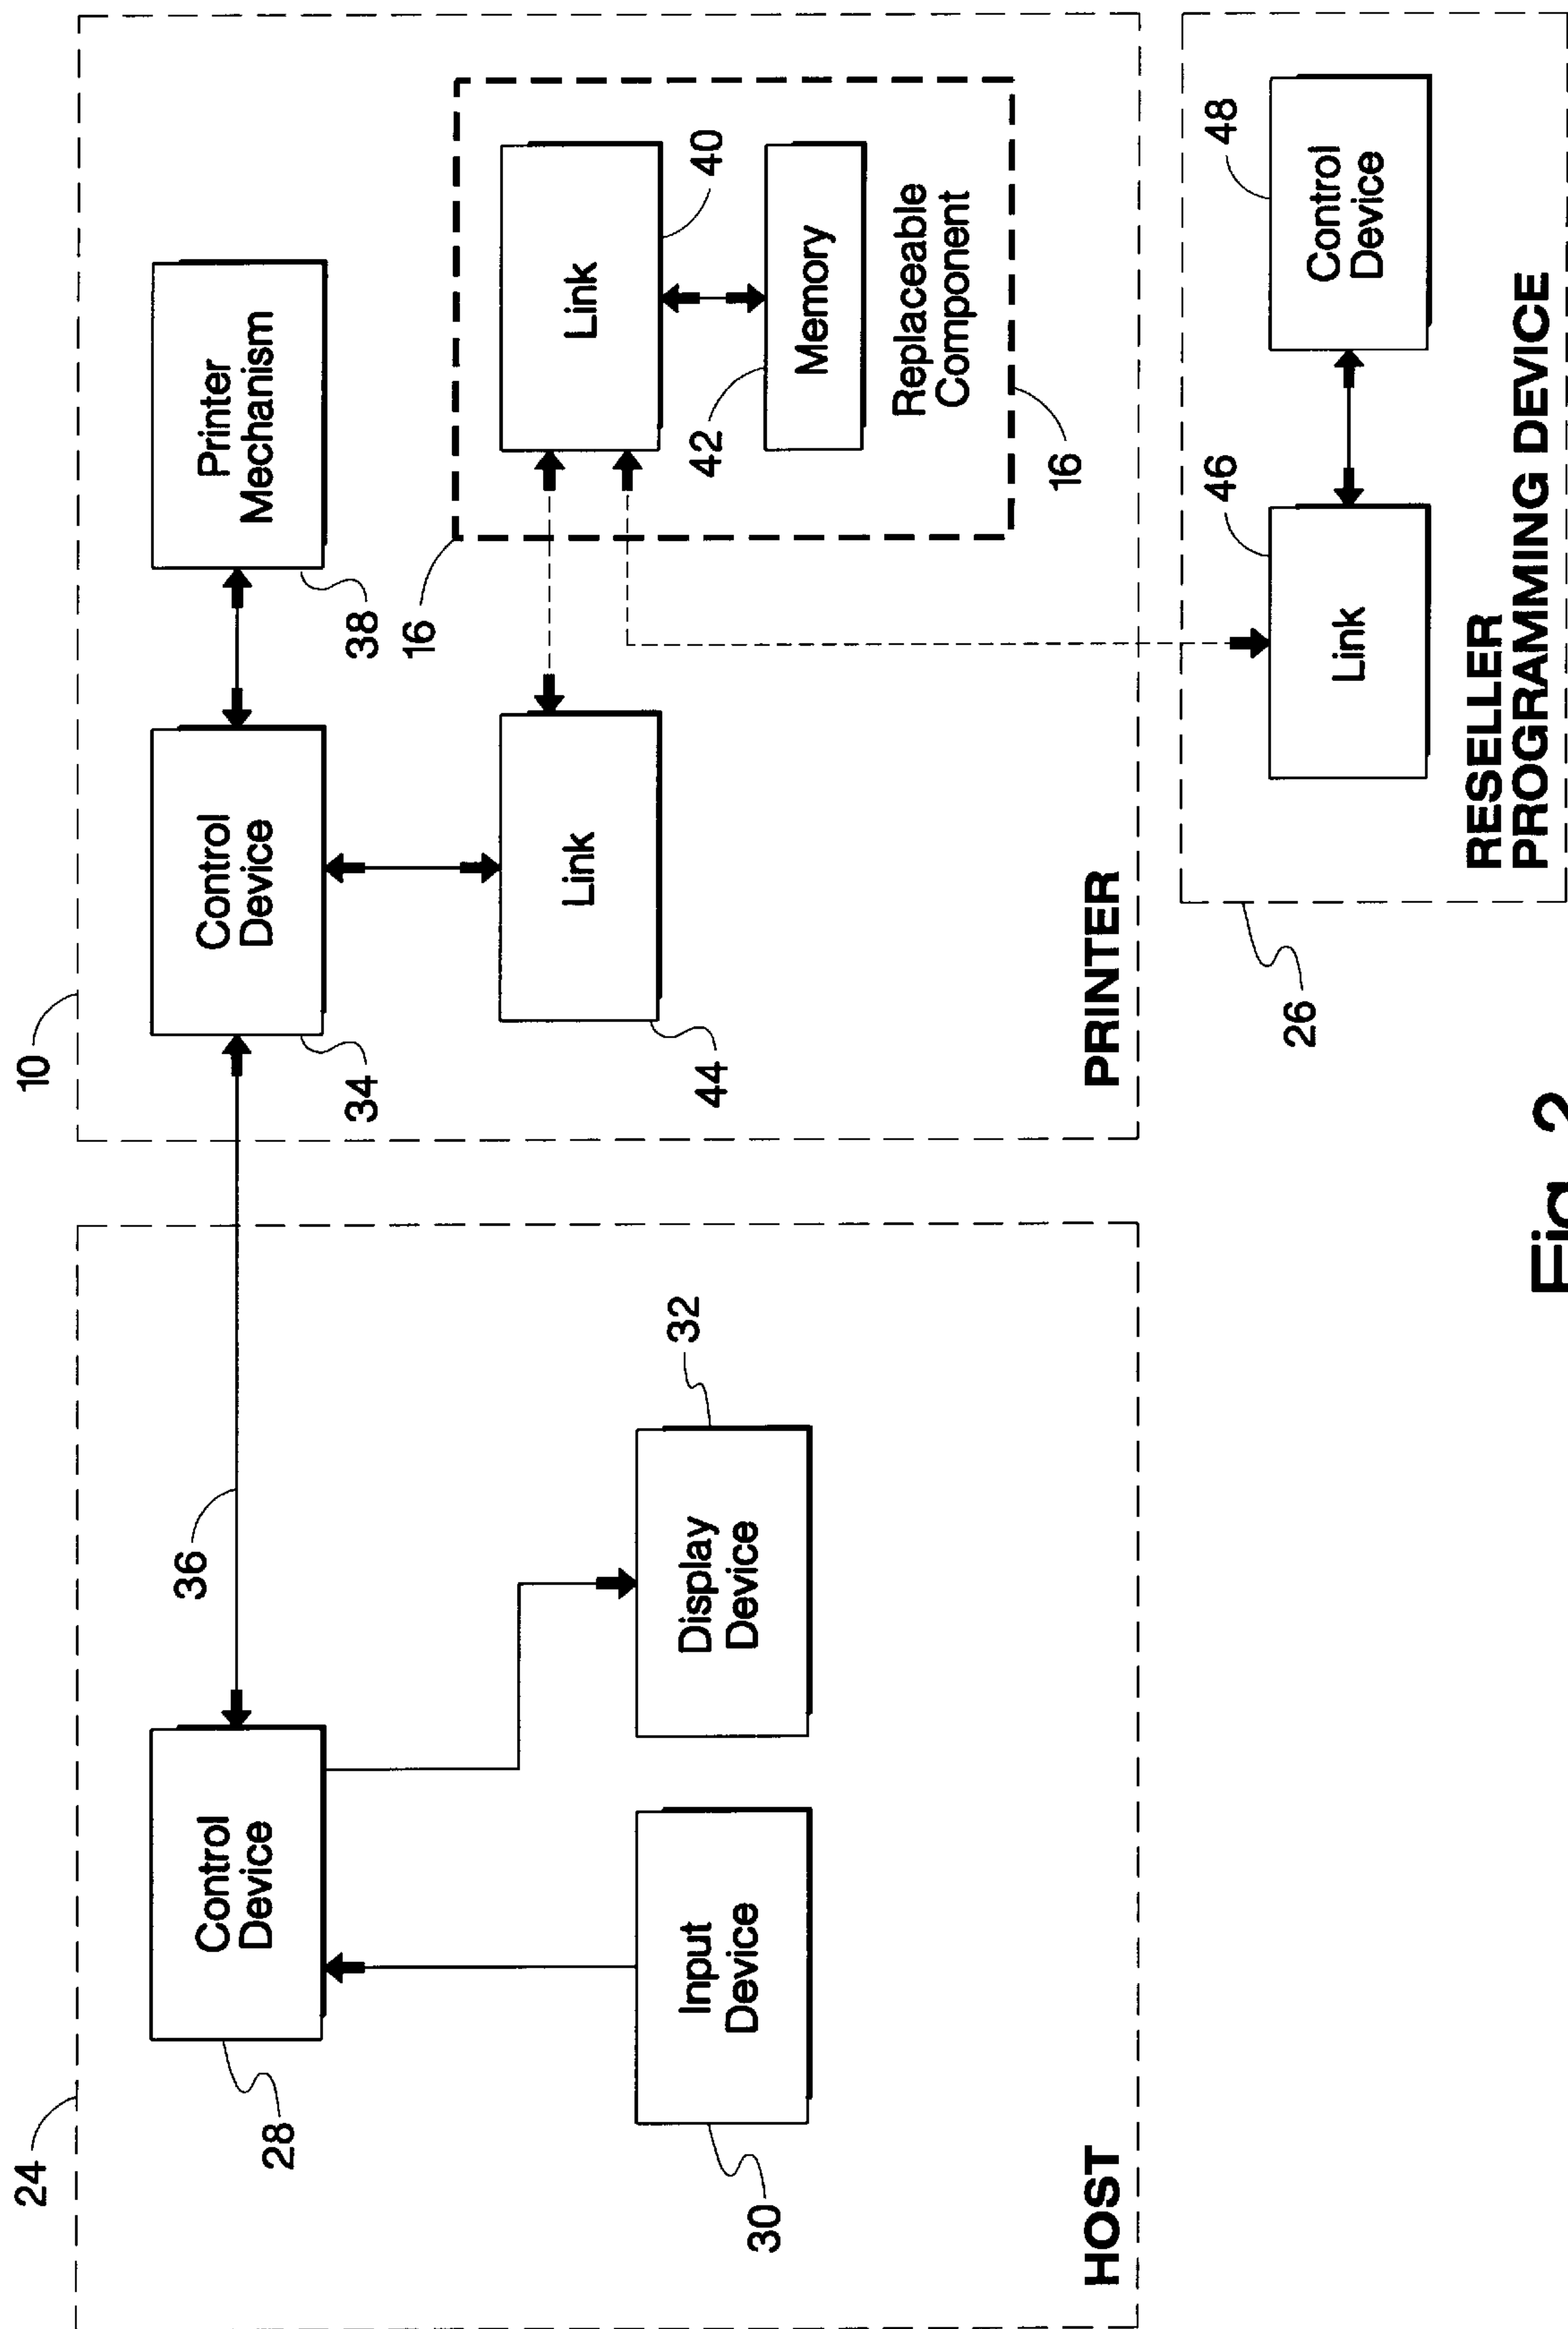 24
28
Control
Device
36
30
Input
Device
32
Display
Device
HOST
10
34
Control
Device
38
Printer
Mechanism
44
Link
16
40
Link
42
Memory
Replaceable
Component
16
PRINTER
26
46
Link
48
Control
Device
RESELLER
PROGRAMMING DEVICE
Fig. 2